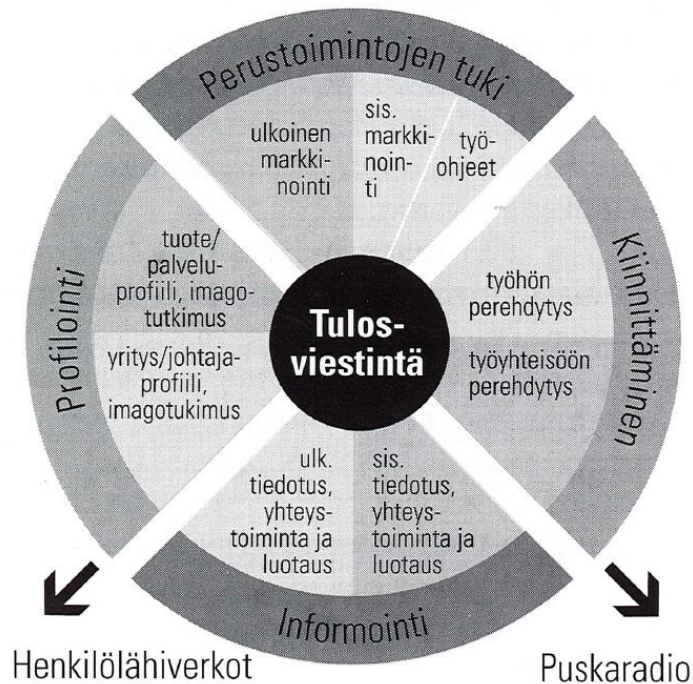 Perustoimintojen tuki
ulkoinen
markki-
nointi
sis.
markki-
noin-
ti
työ-
ohjeet
Profilointi
tuote/
palvelu-
profiili, imago-
tutkimus
yritys/johtaja-
profiili,
imagotukimus
Tulos-
viestintä
Kiinnittäminen
työhön
perehdytys
työyhteisöön
perehdytys
ulk.
tiedotus,
yhteys-
toiminta ja
luotaus
sis.
tiedotus,
yhteys-
toiminta ja
luotaus
Informointi
Henkilölähiverkot
Puskaradio